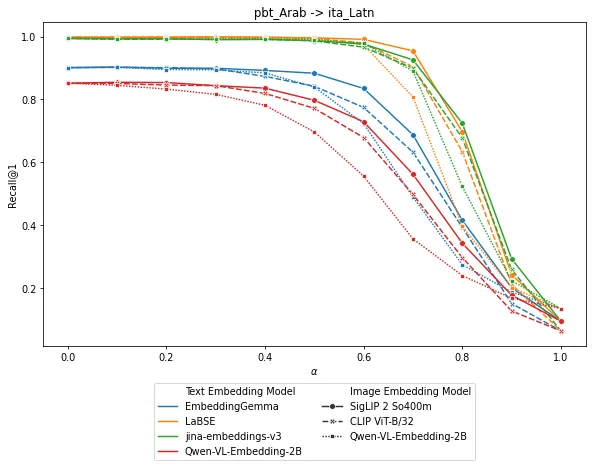 pbt_Arab -> ita_Latn
Recall@1
1.0
0.8
0.6
0.4
0.2
0.0 0.2 0.4 0.6 0.8 1.0
α
Text Embedding Model Image Embedding Model
EmbeddingGemma SigLIP 2 So400m
LaBSE CLIP ViT-B/32
jina-embeddings-v3 Qwen-VL-Embedding-2B
Qwen-VL-Embedding-2B